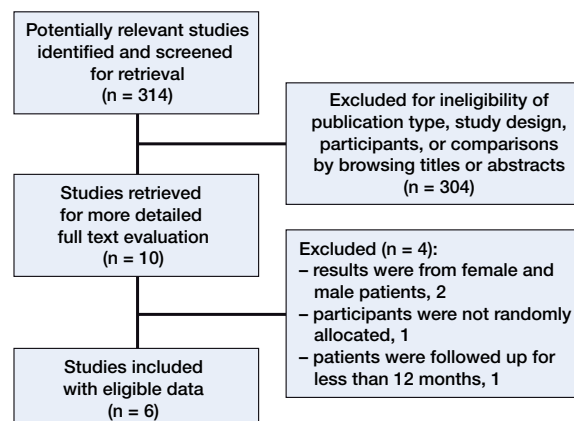 Potentially relevant studies
identified and screened
for retrieval
(n = 314)
Excluded for ineligibility of
publication type, study design,
participants, or comparisons
by browsing titles or abstracts
(n = 304)
Studies retrieved
for more detailed
full text evaluation
(n = 10)
Excluded (n = 4):
– results were from female and
male patients, 2
– participants were not randomly
allocated, 1
– patients were followed up for
less than 12 months, 1
Studies included
with eligible data
(n = 6)